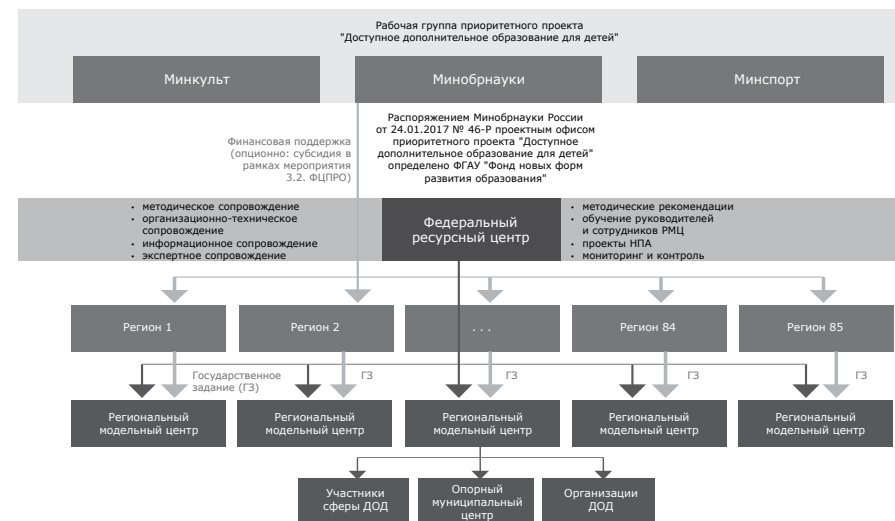 Рабочая группа приоритетного проекта
"Доступное дополнительное образование для детей"
Минкульт
Минобрнауки
Минспорт
Финансовая поддержка
(опционно: субсидия в
рамках мероприятия
3.2. ФЦПРО)
Распоряжением Минобрнауки России
от 24.01.2017 № 46-Р проектным офисом
приоритетного проекта "Доступное
дополнительное образование для детей"
определено ФГАУ "Фонд новых форм
развития образования"
• методическое сопровождение
• организационно-техническое
сопровождение
• информационное сопровождение
• экспертное сопровождение
Федеральный
ресурсный центр
• методические рекомендации
• обучение руководителей
и сотрудников РМЦ
• проекты НПА
• мониторинг и контроль
Регион 1
Регион 2
. . .
Регион 84
Регион 85
Государственное
задание (ГЗ)
ГЗ
ГЗ
ГЗ
ГЗ
Региональный
модельный центр
Региональный
модельный центр
Региональный
модельный центр
Региональный
модельный центр
Региональный
модельный центр
Участники
сферы ДОД
Опорный
муниципальный
центр
Организации
ДОД